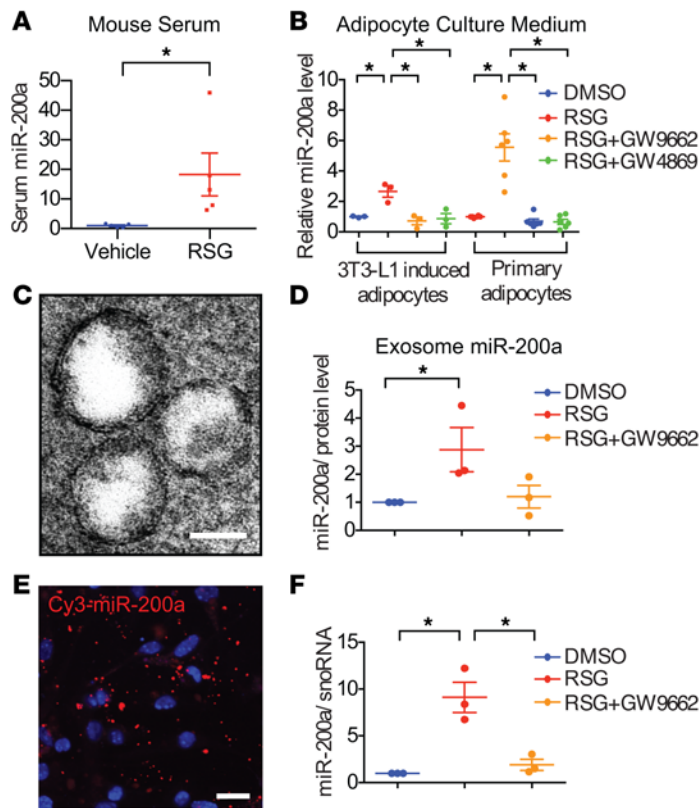 A
Mouse Serum
*
Serum miR-200a
50
40
30
20
10
0
Vehicle
RSG
B
Adipocyte Culture Medium
*
*
*
*
*
*
Relative miR-200a level
10
8
6
4
2
0
3T3-L1 induced
adipocytes
Primary
adipocytes
DMSO
RSG
RSG+GW9662
RSG+GW4869
C
D
Exosome miR-200a
*
miR-200a/ protein level
5
4
3
2
1
0
DMSO
RSG
RSG+GW9662
E
Cy3-miR-200a
F
*
*
miR-200a/ snoRNA
15
10
5
0
DMSO
RSG
RSG+GW9662